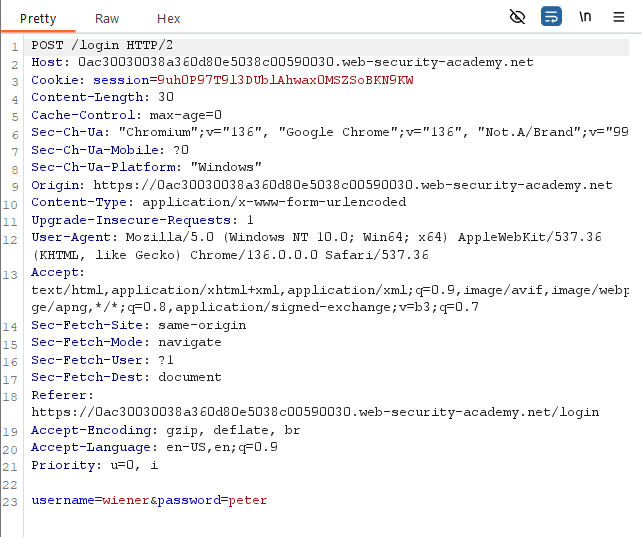 Pretty Raw Hex \n
1 POST /login HTTP/2
2 Host: 0ac30030038a360d80e5038c00590030.web-security-academy.net
3 Cookie: session=9uh0P97T9l3DUblAhwax0MSZSoBKN9KW
4 Content-Length: 30
5 Cache-Control: max-age=0
6 Sec-Ch-Ua: "Chromium";v="136", "Google Chrome";v="136", "Not.A/Brand";v="99
7 Sec-Ch-Ua-Mobile: ?0
8 Sec-Ch-Ua-Platform: "Windows"
9 Origin: https://0ac30030038a360d80e5038c00590030.web-security-academy.net
10 Content-Type: application/x-www-form-urlencoded
11 Upgrade-Insecure-Requests: 1
12 User-Agent: Mozilla/5.0 (Windows NT 10.0; Win64; x64) AppleWebKit/537.36
(KHTML, like Gecko) Chrome/136.0.0.0 Safari/537.36
13 Accept:
text/html,application/xhtml+xml,application/xml;q=0.9,image/avif,image/webp
ge/apng,*/*;q=0.8,application/signed-exchange;v=b3;q=0.7
14 Sec-Fetch-Site: same-origin
15 Sec-Fetch-Mode: navigate
16 Sec-Fetch-User: ?1
17 Sec-Fetch-Dest: document
18 Referer:
https://0ac30030038a360d80e5038c00590030.web-security-academy.net/login
19 Accept-Encoding: gzip, deflate, br
20 Accept-Language: en-US,en;q=0.9
21 Priority: u=0, i
22
23 username=wiener&password=peter